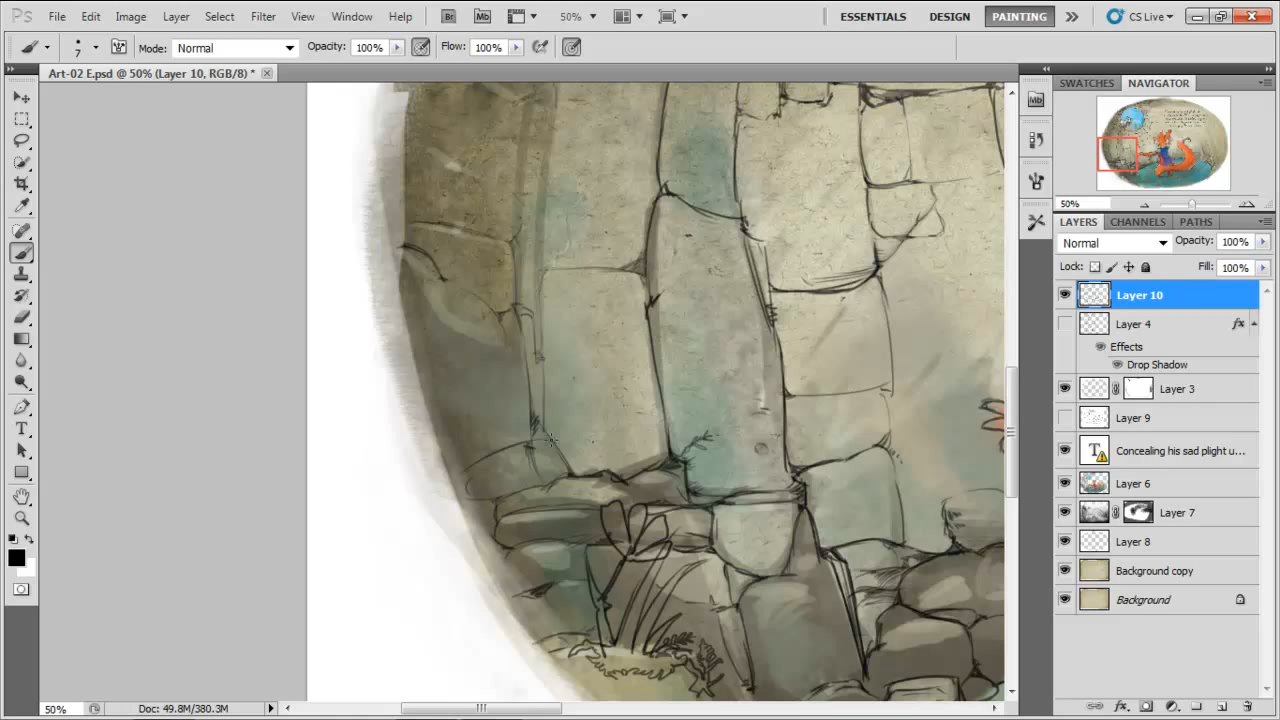 Ps File Edit Image Layer Select Filter View Window Help Br Mb 50% ESSENTIALS DESIGN PAINTING CS Live
7 Mode: Normal Opacity: 100% Flow: 100%
Art-02 E.psd @ 50% (Layer 10, RGB/8) *
SWATCHES NAVIGATOR
Mb
50%
LAYERS CHANNELS PATHS
Normal Opacity: 100%
Lock: Fill: 100%
Layer 10
Layer 4 fx
Effects
Drop Shadow
Layer 3
Layer 9
T Concealing his sad plight u...
Layer 6
Layer 7
Layer 8
Background copy
Background
50% Doc: 49.8M/380.3M